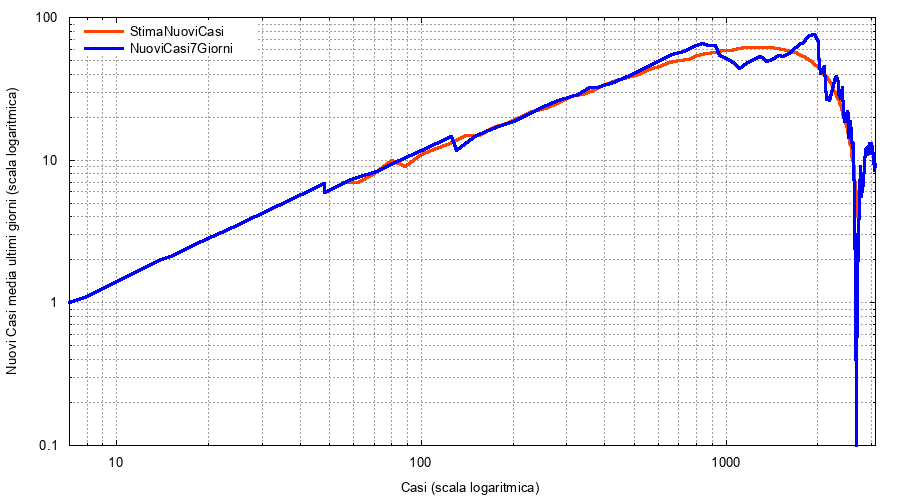 StimaNuoviCasi
NuoviCasi7Giorni
Nuovi Casi media ultimi giorni (scala logaritmica)
100
10
1
0.1
10
100
1000
Casi (scala logaritmica)